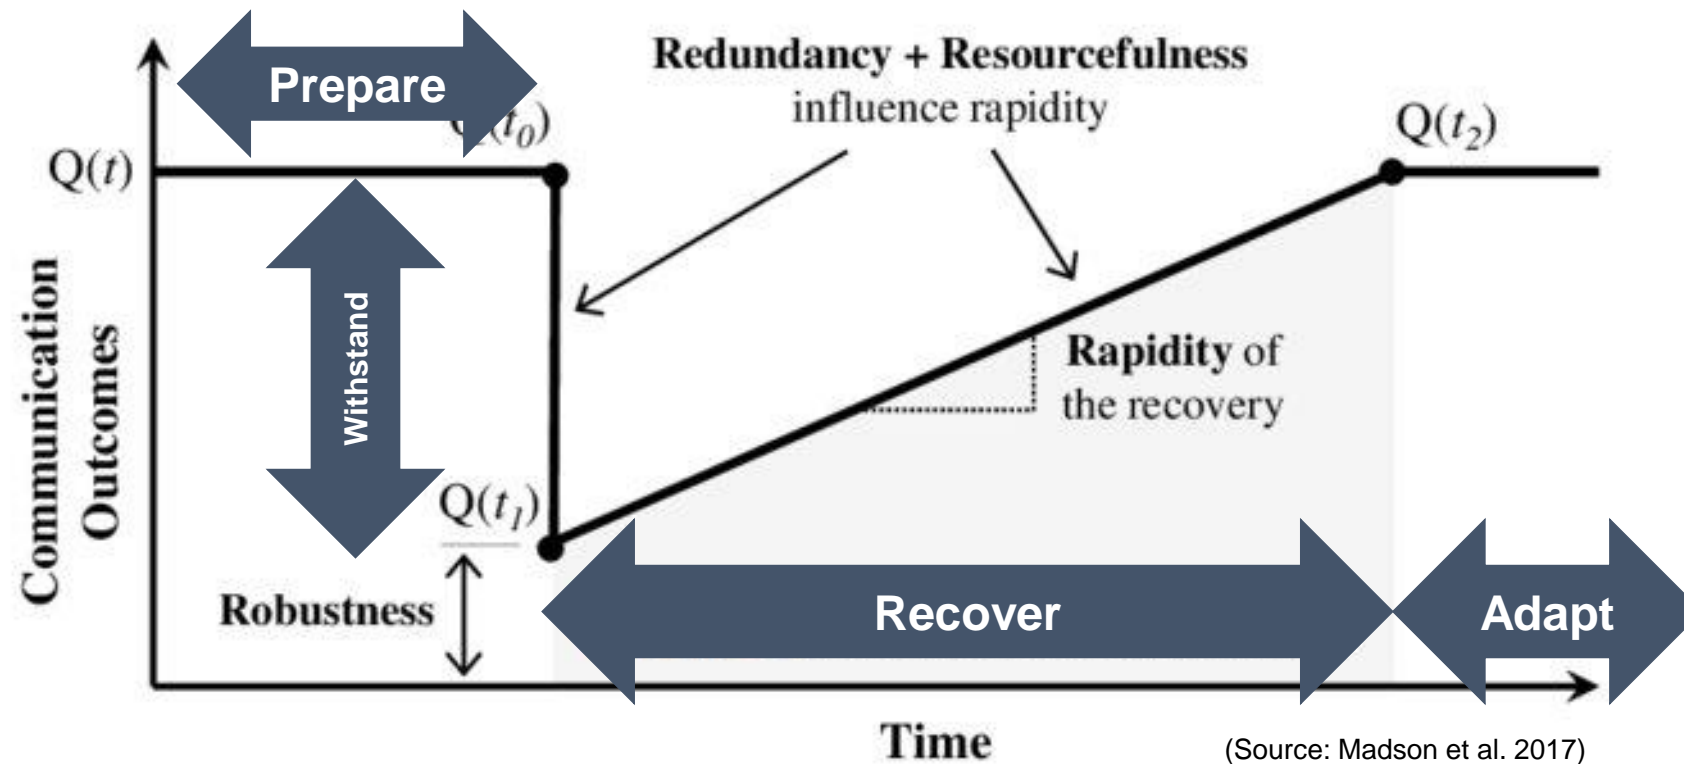 Prepare
Redundancy + Resourcefulness
influence rapidity
(t0)
Q(t2)
Q(t)
Communication
Outcomes
Withstand
Rapidity of
the recovery
Q(t1)
Robustness
Recover
Adapt
Time
(Source: Madson et al. 2017)